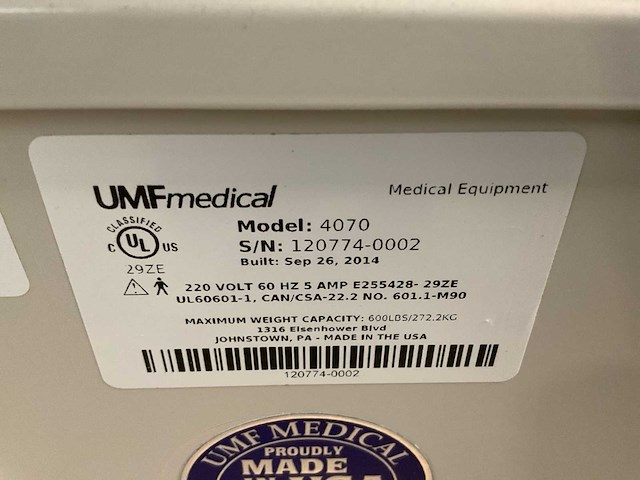 UMFmedical
Medical Equipment
CLASSIFIED
C UL US
29ZE
Model: 4070
S/N: 120774-0002
Built: Sep 26, 2014
220 VOLT 60 HZ 5 AMP E255428- 29ZE
UL60601-1, CAN/CSA-22.2 NO. 601.1-M90
MAXIMUM WEIGHT CAPACITY: 600LBS/272.2KG
1316 Eisenhower Blvd
JOHNSTOWN, PA - MADE IN THE USA
120774-0002
UMF MEDICAL
PROUDLY
MADE
IN USA